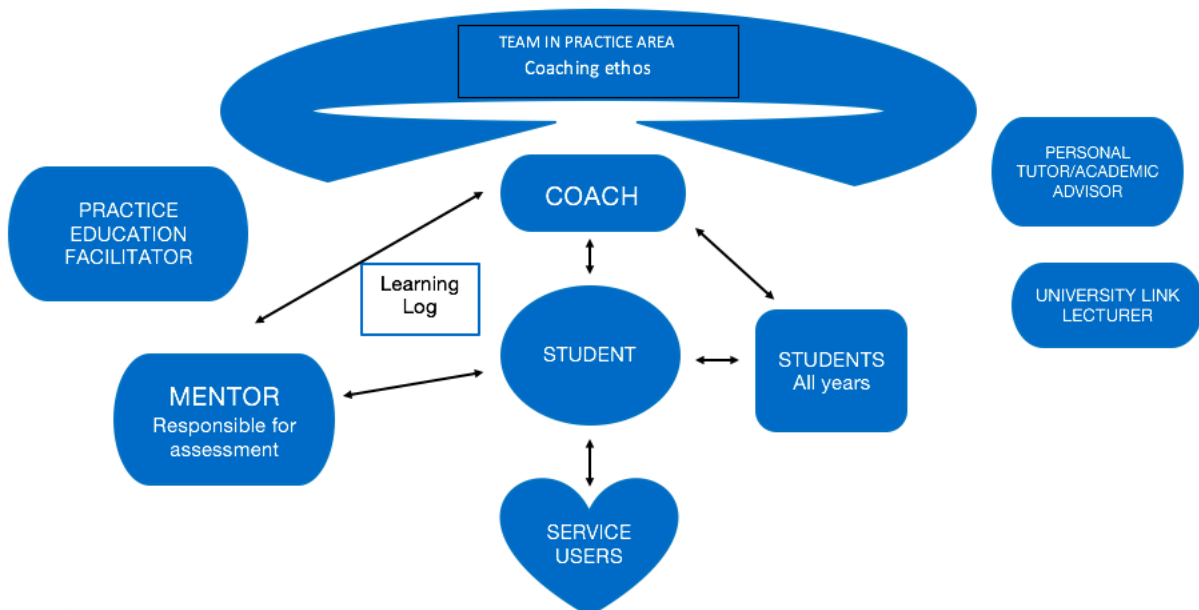 TEAM IN PRACTICE AREA
Coaching ethos
PERSONAL
TUTOR/ACADEMIC
ADVISOR
COACH
PRACTICE
EDUCATION
FACILITATOR
Learning
Log
UNIVERSITY LINK
LECTURER
STUDENT
STUDENTS
All years
MENTOR
Responsible for
assessment
SERVICE
USERS